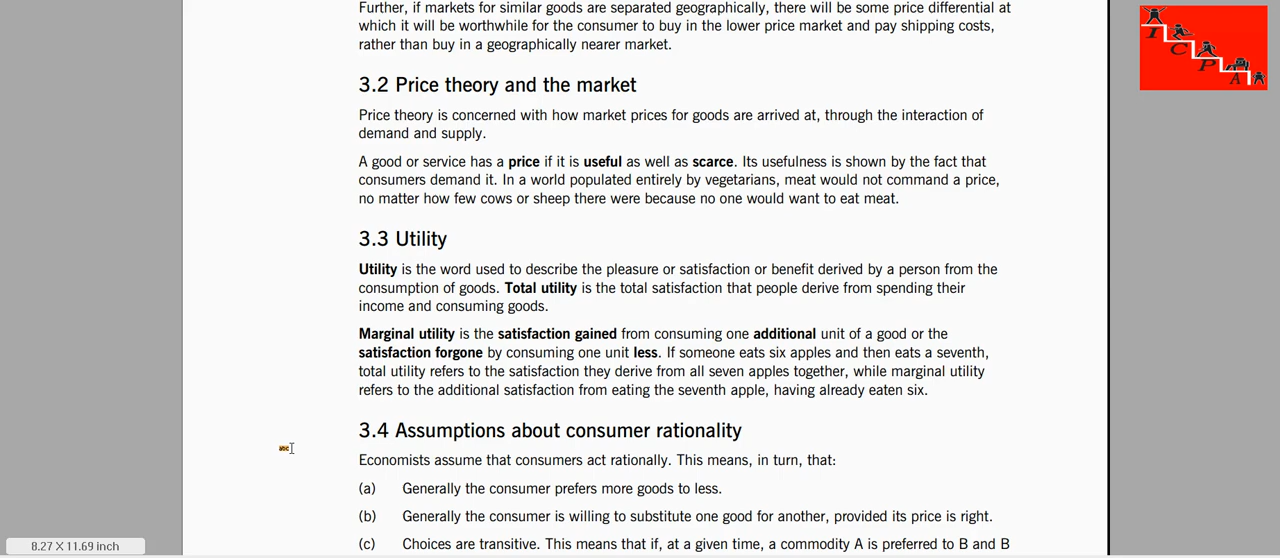 Further, if markets for similar goods are separated geographically, there will be some price differential at
which it will be worthwhile for the consumer to buy in the lower price market and pay shipping costs,
rather than buy in a geographically nearer market.
3.2 Price theory and the market
Price theory is concerned with how market prices for goods are arrived at, through the interaction of
demand and supply.
A good or service has a price if it is useful as well as scarce. Its usefulness is shown by the fact that
consumers demand it. In a world populated entirely by vegetarians, meat would not command a price,
no matter how few cows or sheep there were because no one would want to eat meat.
3.3 Utility
Utility is the word used to describe the pleasure or satisfaction or benefit derived by a person from the
consumption of goods. Total utility is the total satisfaction that people derive from spending their
income and consuming goods.
Marginal utility is the satisfaction gained from consuming one additional unit of a good or the
satisfaction forgone by consuming one unit less. If someone eats six apples and then eats a seventh,
total utility refers to the satisfaction they derive from all seven apples together, while marginal utility
refers to the additional satisfaction from eating the seventh apple, having already eaten six.
3.4 Assumptions about consumer rationality
Economists assume that consumers act rationally. This means, in turn, that:
(a) Generally the consumer prefers more goods to less.
(b) Generally the consumer is willing to substitute one good for another, provided its price is right.
(c) Choices are transitive. This means that if, at a given time, a commodity A is preferred to B and B
I C P A
abc
8.27 X 11.69 inch